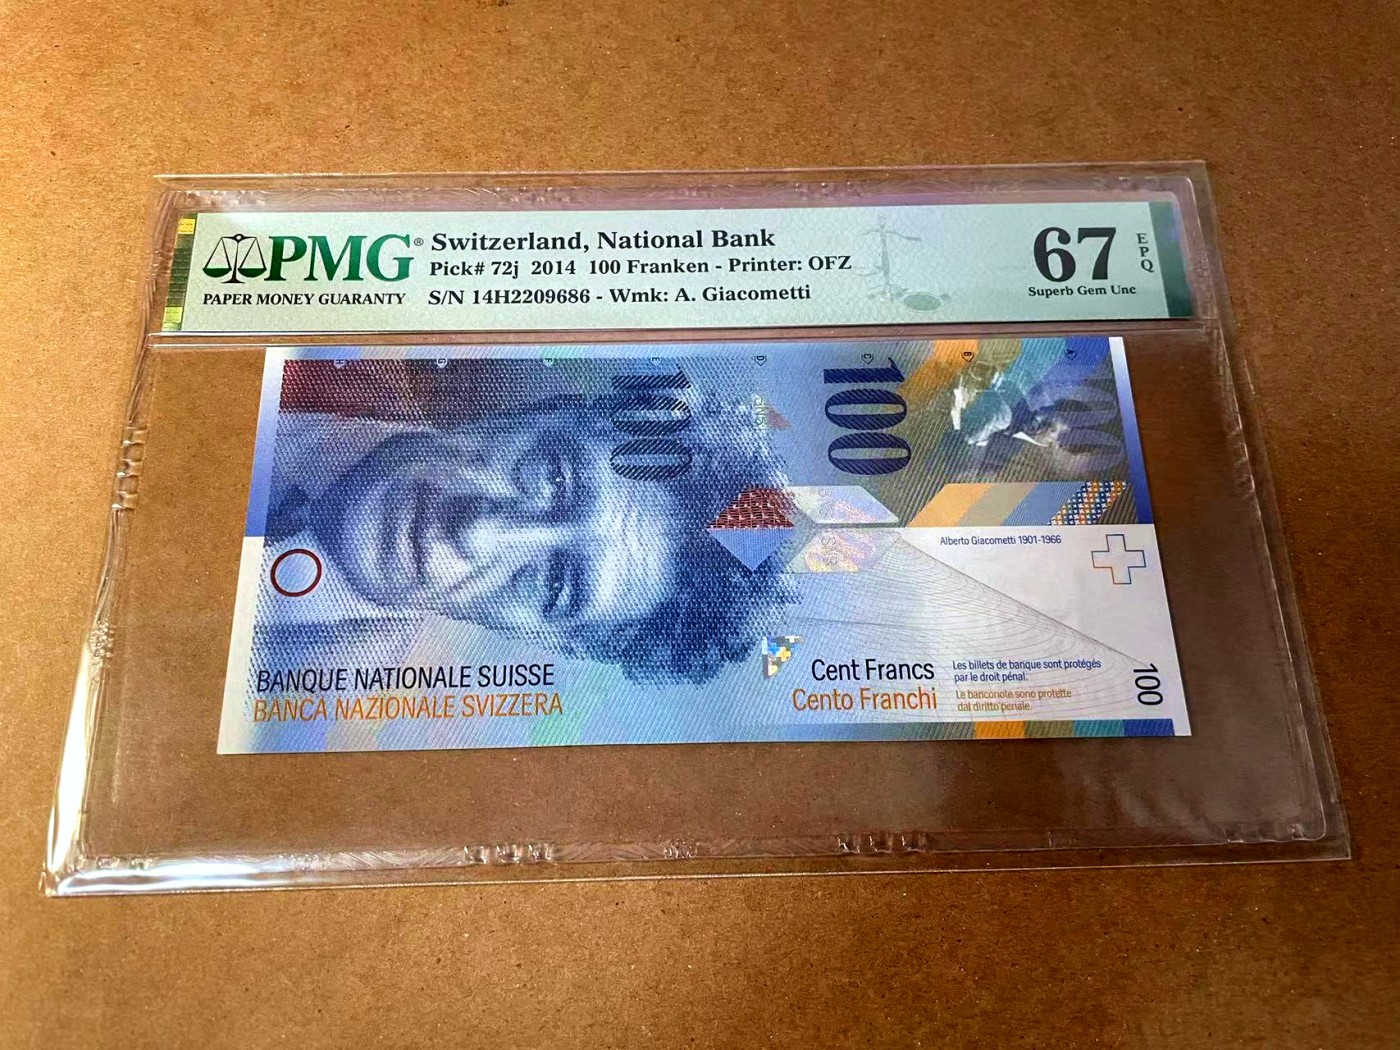 PMG®
PAPER MONEY GUARANTY
Switzerland, National Bank
Pick# 72j 2014 100 Franken - Printer: OFZ
S/N 14H2209686 - Wmk: A. Giacometti
67
EPQ
Superb Gem Unc
100
100
Alberto Giacometti 1901-1966
BANQUE NATIONALE SUISSE
BANCA NAZIONALE SVIZZERA
Cent Francs
Cento Franchi
Les billets de banque sont protégés
par le droit pénal.
Le banconote sono protette
dal diritto penale.
100